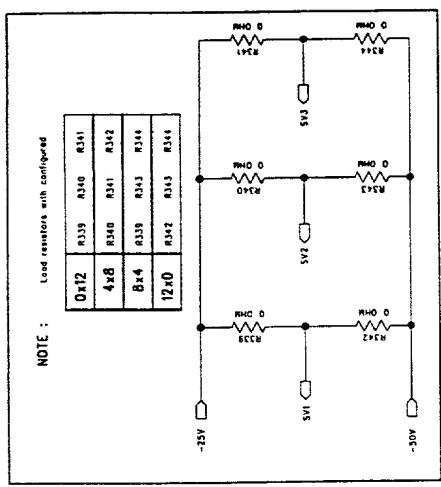 NOTE : Load resistors with configured
0x12 R339 R340 R341
4x8 R340 R341 R342
8x4 R339 R343 R344
12x0 R342 R343 R344
-25V
R339 0 OHM
R340 0 OHM
R341 0 OHM
SV1
SV2
SV3
R342 0 OHM
R343 0 OHM
R344 0 OHM
-50V